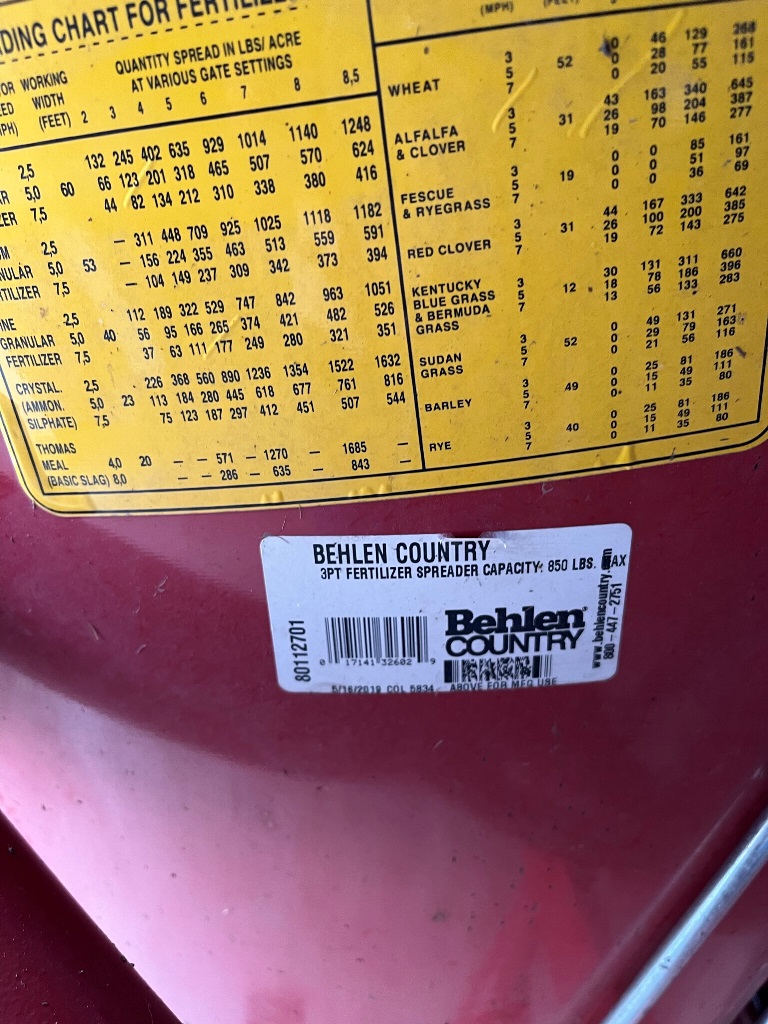 DING CHART FOR FERTILIZ
OR WORKING QUANTITY SPREAD IN LBS/ ACRE
ED WIDTH AT VARIOUS GATE SETTINGS
PH) (FEET) 2 3 4 5 6 7 8 8,5
2,5 132 245 402 635 929 1014 1140 1248
R 5,0 60 66 123 201 318 465 507 570 624
ZER 7,5 44 82 134 212 310 338 380 416
M 2,5 – 311 448 709 925 1025 1118 1182
NULAR 5,0 53 – 156 224 355 463 513 559 591
TILIZER 7,5 – 104 149 237 309 342 373 394
INE 2,5 112 189 322 529 747 842 963 1051
GRANULAR 5,0 40 56 95 166 265 374 421 482 526
FERTILIZER 7,5 37 63 111 177 249 280 321 351
CRYSTAL. 2,5 226 368 560 890 1236 1354 1522 1632
(AMMON. 5,0 23 113 184 280 445 618 677 761 816
SILPHATE) 7,5 75 123 187 297 412 451 507 544
THOMAS
MEAL 4,0 20 – – 571 – 1270 – 1685 –
(BASIC SLAG) 8,0 – – 286 – 635 – 843 –
(MPH)
3 0 46 129 268
WHEAT 5 52 0 28 77 161
7 0 20 55 115
3 43 163 340 645
ALFALFA 5 31 26 98 204 387
& CLOVER 7 19 70 146 277
3 0 0 85 161
FESCUE 5 19 0 0 51 97
& RYEGRASS 7 0 0 36 69
3 44 167 333 642
RED CLOVER 5 31 26 100 200 385
7 19 72 143 275
KENTUCKY 3 30 131 311 660
BLUE GRASS 5 12 18 78 186 396
& BERMUDA 7 13 56 133 283
GRASS
3 0 49 131 271
SUDAN 5 52 0 29 79 163
GRASS 7 0 21 56 116
3 0 25 81 186
BARLEY 5 49 0 15 49 111
7 0 11 35 80
3 0 25 81 186
RYE 5 40 0 15 49 111
7 0 11 35 80
BEHLEN COUNTRY
3PT FERTILIZER SPREADER CAPACITY: 850 LBS. MAX
80112701
0 17141 32602 9
Behlen
COUNTRY
www.behlencountry.com
800-447-2751
5/16/2019 COL 5834
ABOVE FOR MFG USE